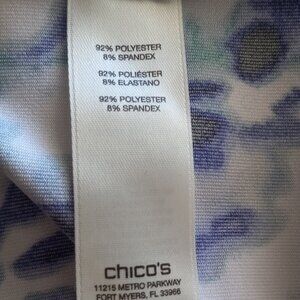 92% POLYESTER
8% SPANDEX
92% POLIÉSTER
8% ELASTANO
92% POLYESTER
8% SPANDEX
chico's
11215 METRO PARKWAY
FORT MYERS, FL 33966